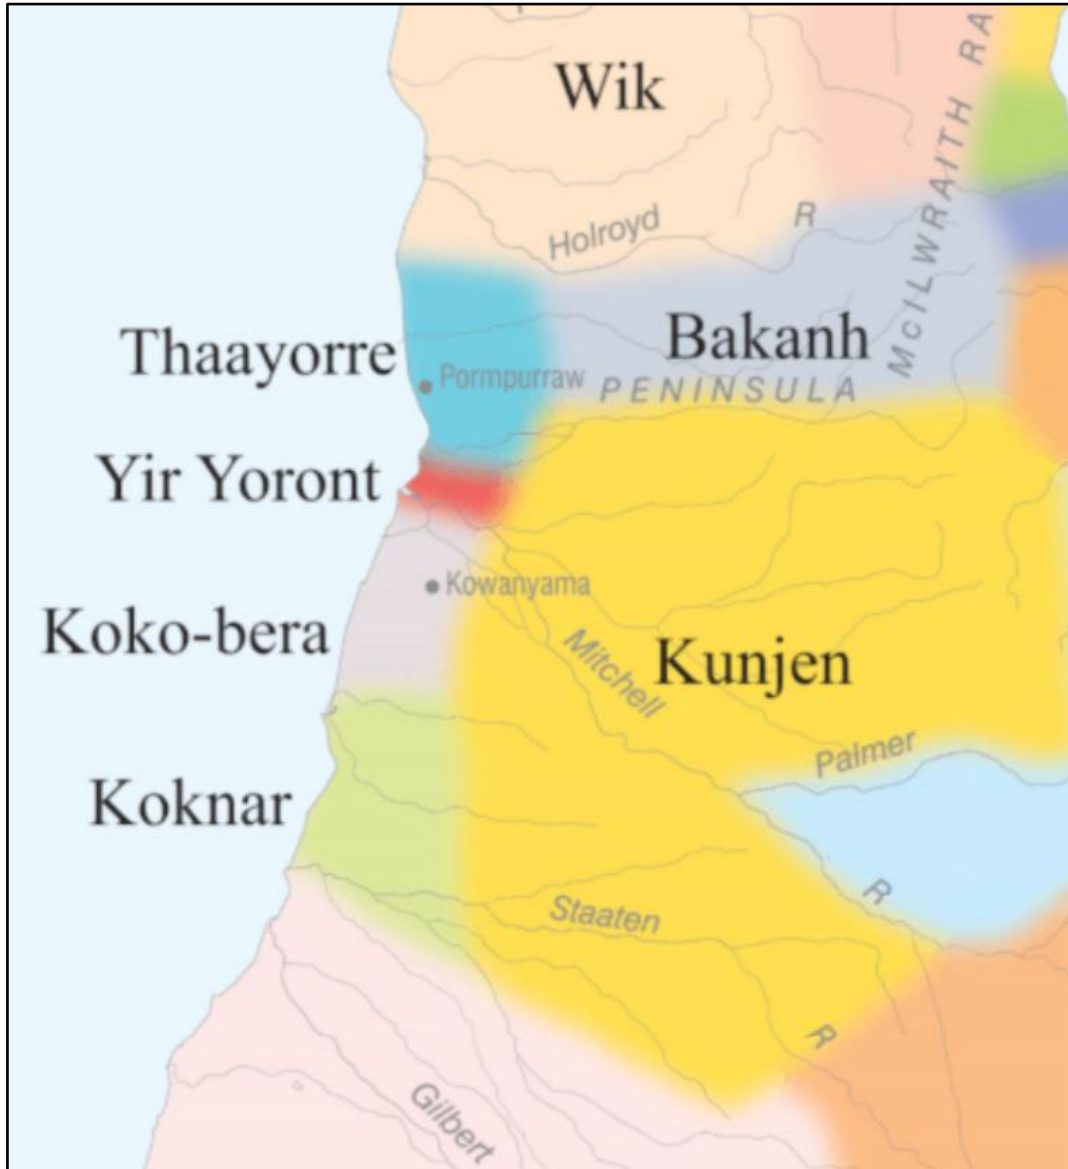 Wik
McILWRAITH RA
Holroyd
R
Thaayorre
Bakanh
Pormpurraw
PENINSULA
Yir Yoront
Kowanyama
Koko-bera
Mitchell
Kunjen
Palmer
Koknar
R
Staaten
R
Gilbert